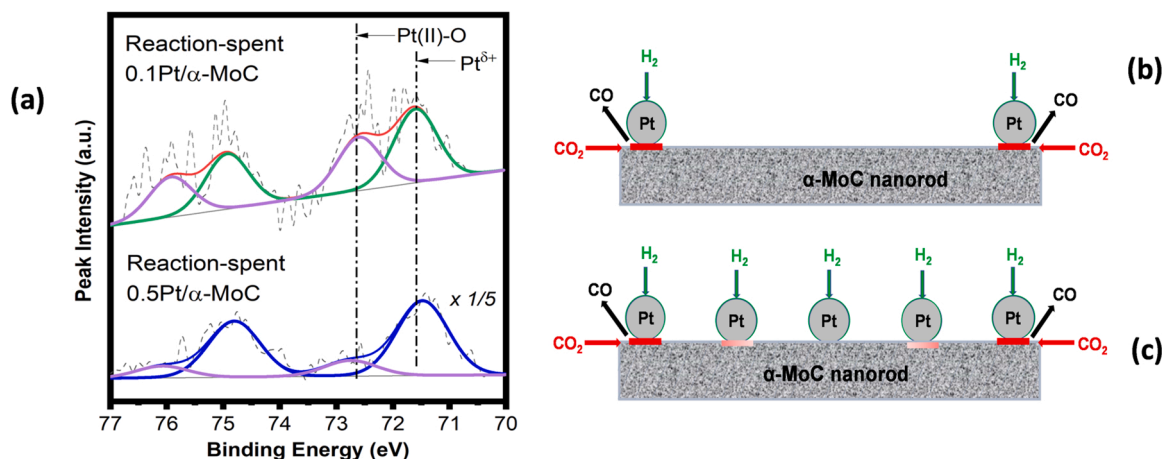 (a)
Reaction-spent
0.1Pt/α-MoC
Pt(II)-O
Pt^δ+
Reaction-spent
0.5Pt/α-MoC
x 1/5
Peak Intensity (a.u.)
77 76 75 74 73 72 71 70
Binding Energy (eV)
(b)
H₂ H₂
CO CO
Pt Pt
CO₂ CO₂
α-MoC nanorod
H₂ H₂ H₂ H₂ H₂
CO CO
Pt Pt Pt Pt Pt
CO₂ CO₂
(c)
α-MoC nanorod